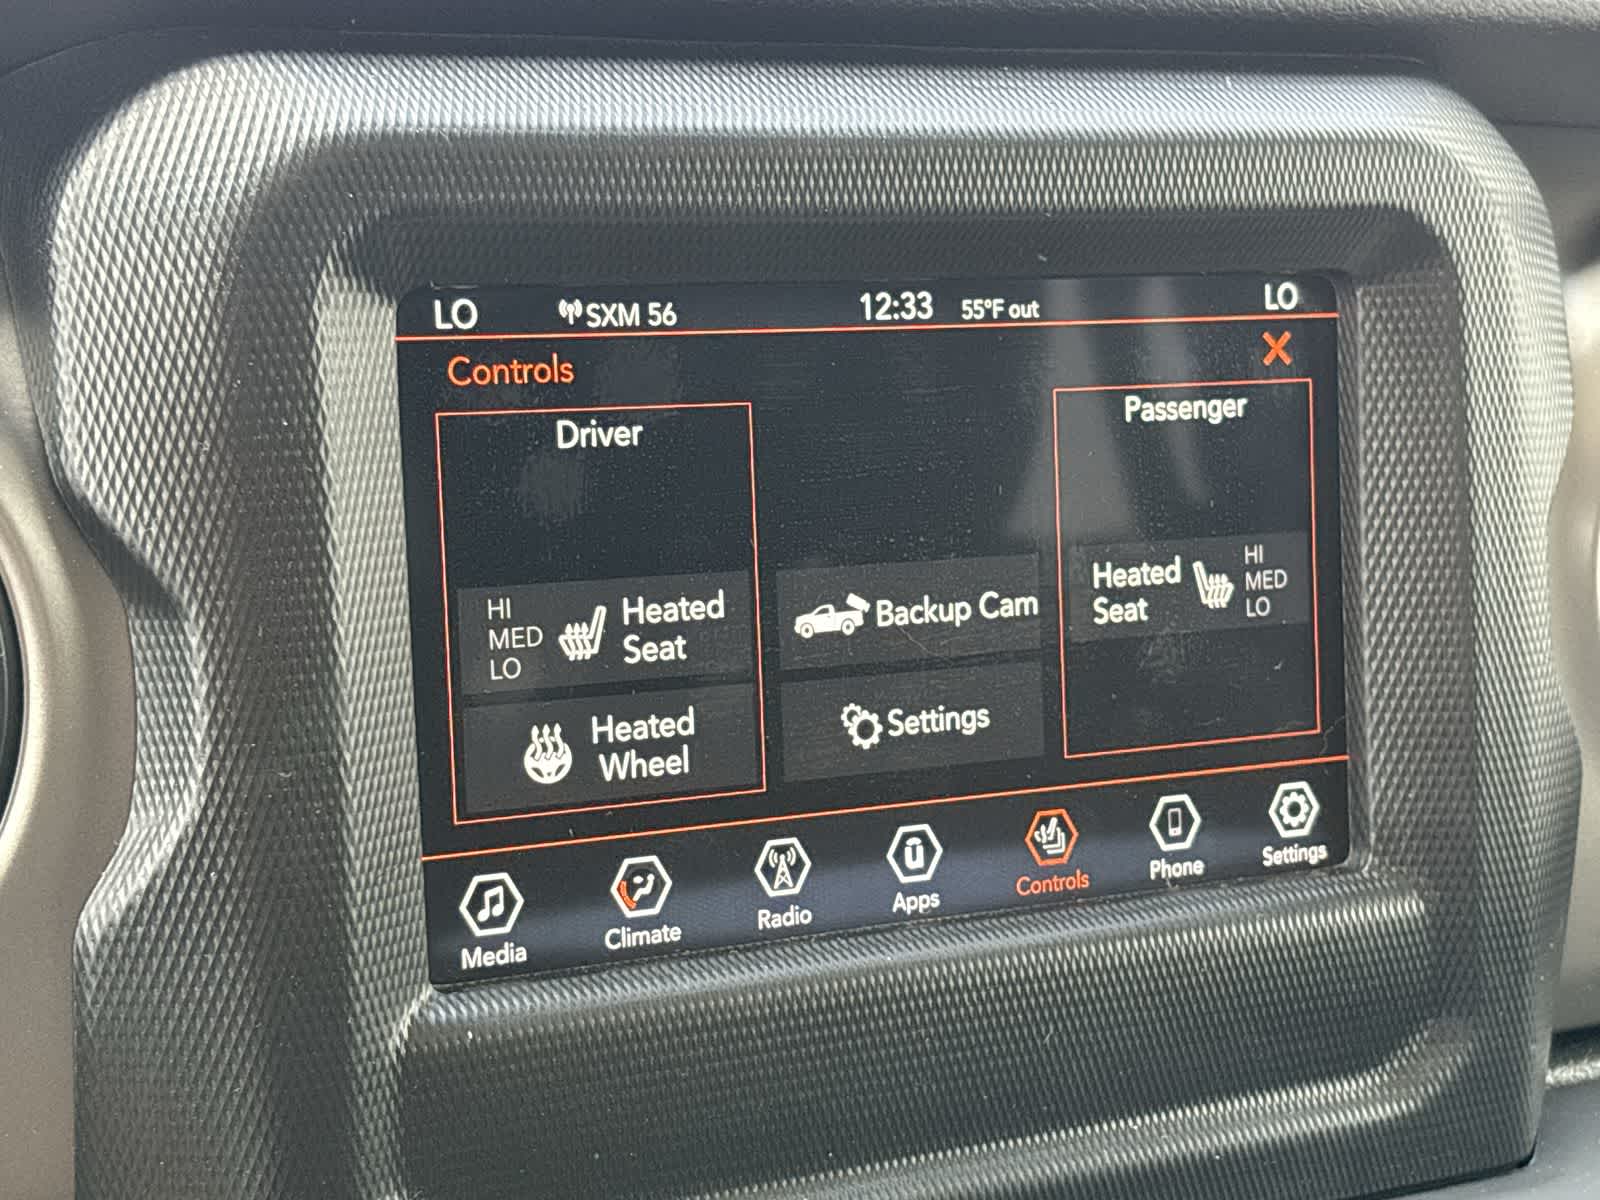 LO SXM 56 12:33 55°F out LO
Controls X
Driver
Passenger
HI
MED
LO
Heated
Seat
Heated
Wheel
Backup Cam
Settings
Heated
Seat
HI
MED
LO
Media
Climate
Radio
Apps
Controls
Phone
Settings